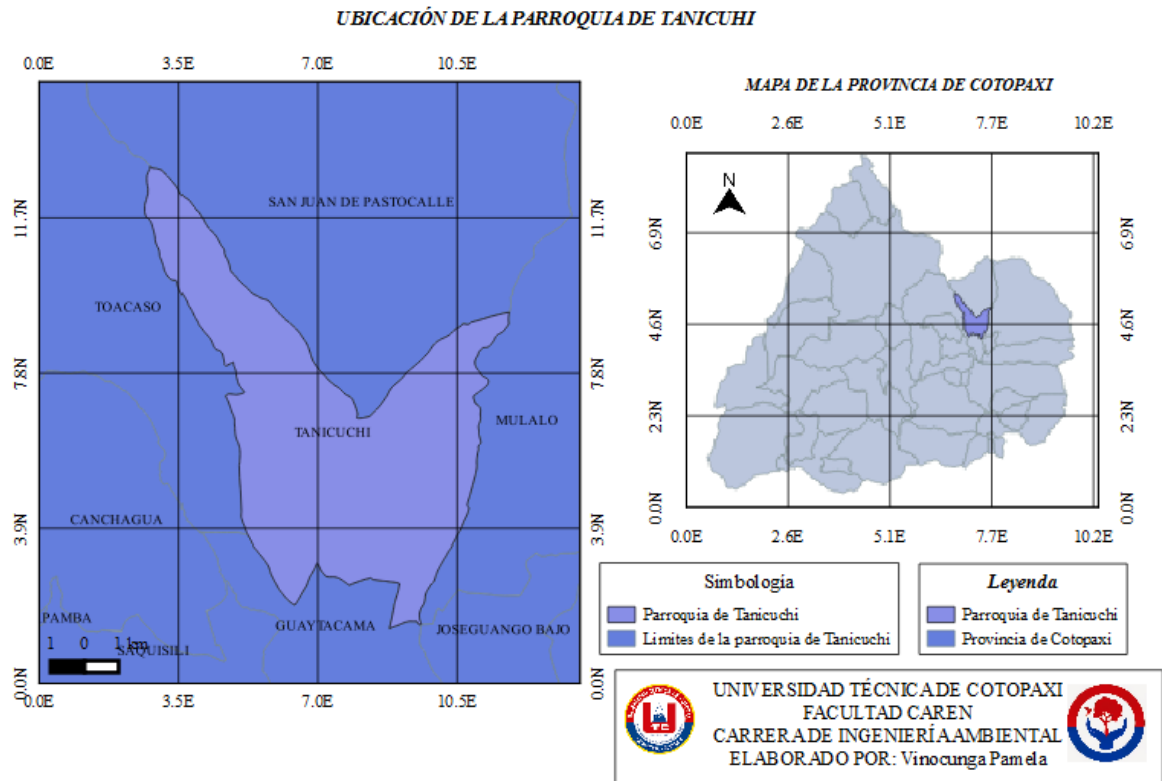 UBICACIÓN DE LA PARROQUIA DE TANICUHI
0.0E 3.5E 7.0E 10.5E
11.7N 11.7N
7.8N 7.8N
3.9N 3.9N
0.0N 0.0N
SAN JUAN DE PASTOCALLE
TOACASO
TANICUCHI
MULALO
CANCHAGUA
PAMBA
GUAYTACAMA
JOSEGUANGO BAJO
SAQUISILI
1 0 1 1km
0.0E 3.5E 7.0E 10.5E
MAPA DE LA PROVINCIA DE COTOPAXI
0.0E 2.6E 5.1E 7.7E 10.2E
N
6.9N 6.9N
4.6N 4.6N
2.3N 2.3N
0.0N 0.0N
0.0E 2.6E 5.1E 7.7E 10.2E
Simbologia
Parroquia de Tanicuchi
Limites de la parroquia de Tanicuchi
Leyenda
Parroquia de Tanicuchi
Provincia de Cotopaxi
UNIVERSIDAD TÉCNICA DE COTOPAXI
FACULTAD CAREN
CARRERA DE INGENIERÍA AMBIENTAL
ELABORADO POR: Vinocunga Pamela